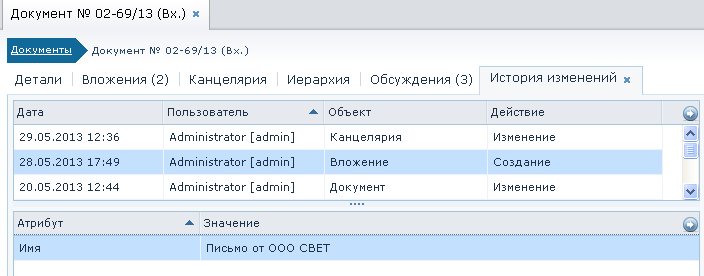 Документ № 02-69/13 (Вх.)
Документы Документ № 02-69/13 (Вх.)
Детали Вложения (2) Канцелярия Иерархия Обсуждения (3) История изменений
Дата Пользователь Объект Действие
29.05.2013 12:36 Administrator [admin] Канцелярия Изменение
28.05.2013 17:49 Administrator [admin] Вложение Создание
20.05.2013 12:44 Administrator [admin] Документ Изменение
Атрибут Значение
Имя Письмо от ООО СВЕТ